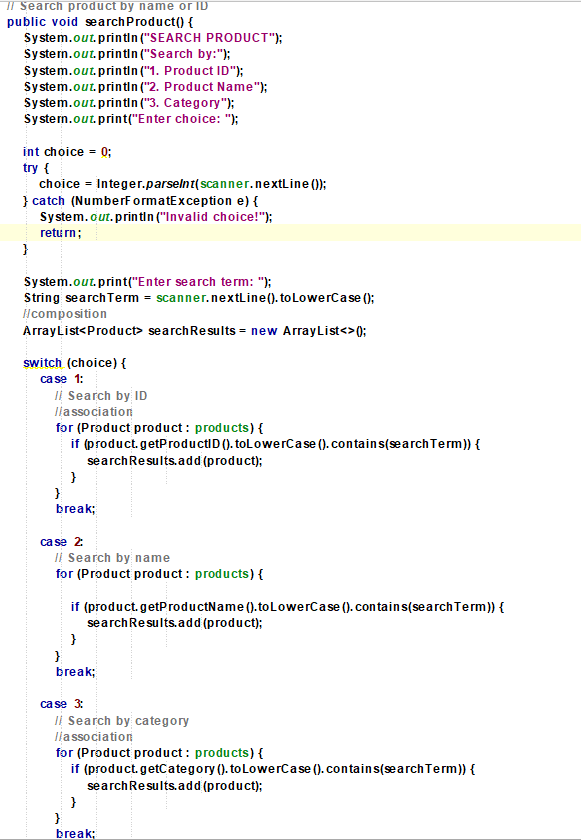 // Search product by name or ID
public void searchProduct() {
    System.out.println("SEARCH PRODUCT");
    System.out.println("Search by:");
    System.out.println("1. Product ID");
    System.out.println("2. Product Name");
    System.out.println("3. Category");
    System.out.print("Enter choice: ");

    int choice = 0;
    try {
        choice = Integer.parseInt(scanner.nextLine());
    } catch (NumberFormatException e) {
        System.out.println("Invalid choice!");
        return;
    }

    System.out.print("Enter search term: ");
    String searchTerm = scanner.nextLine().toLowerCase();
    //composition
    ArrayList<Product> searchResults = new ArrayList<>();

    switch (choice) {
        case 1:
            // Search by ID
            //association
            for (Product product : products) {
                if (product.getProductID().toLowerCase().contains(searchTerm)) {
                    searchResults.add(product);
                }
            }
            break;

        case 2:
            // Search by name
            for (Product product : products) {

                if (product.getProductName().toLowerCase().contains(searchTerm)) {
                    searchResults.add(product);
                }
            }
            break;

        case 3:
            // Search by category
            //association
            for (Product product : products) {
                if (product.getCategory().toLowerCase().contains(searchTerm)) {
                    searchResults.add(product);
                }
            }
            break;